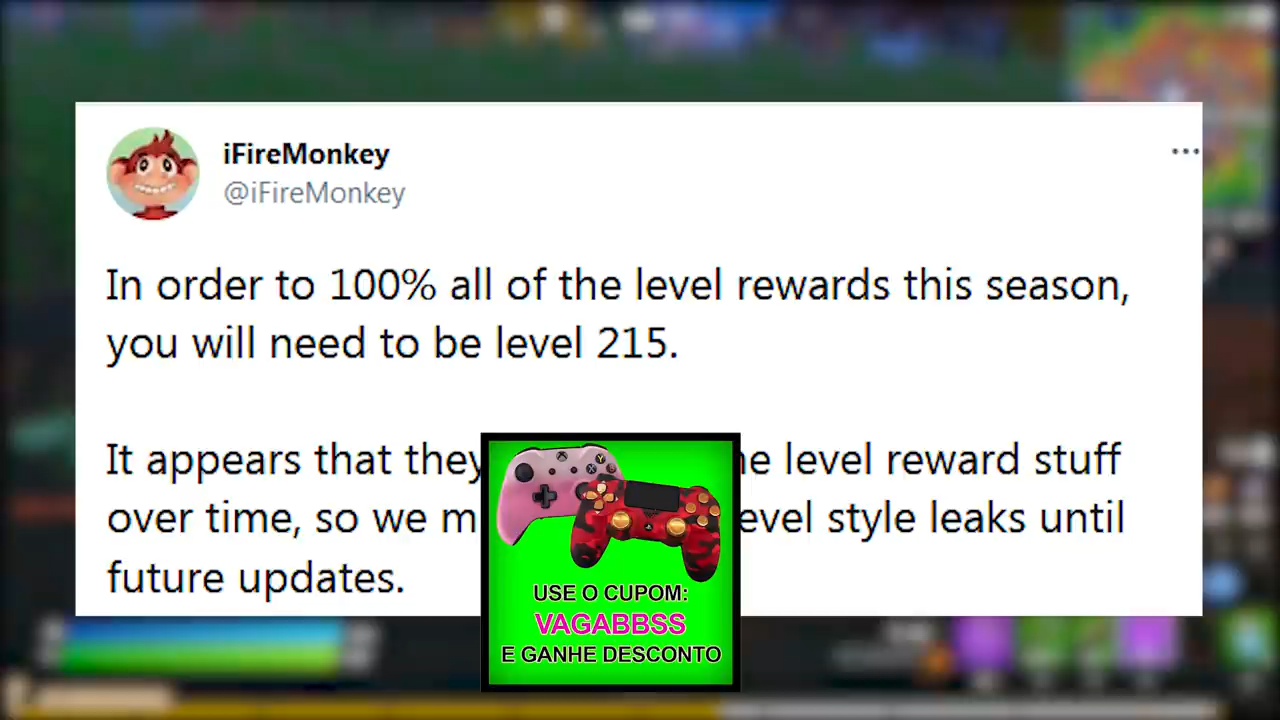 iFireMonkey
@iFireMonkey
In order to 100% all of the level rewards this season,
you will need to be level 215.
It appears that they level reward stuff
over time, so we style leaks until
future updates.
USE O CUPOM:
VAGABBSS
E GANHE DESCONTO